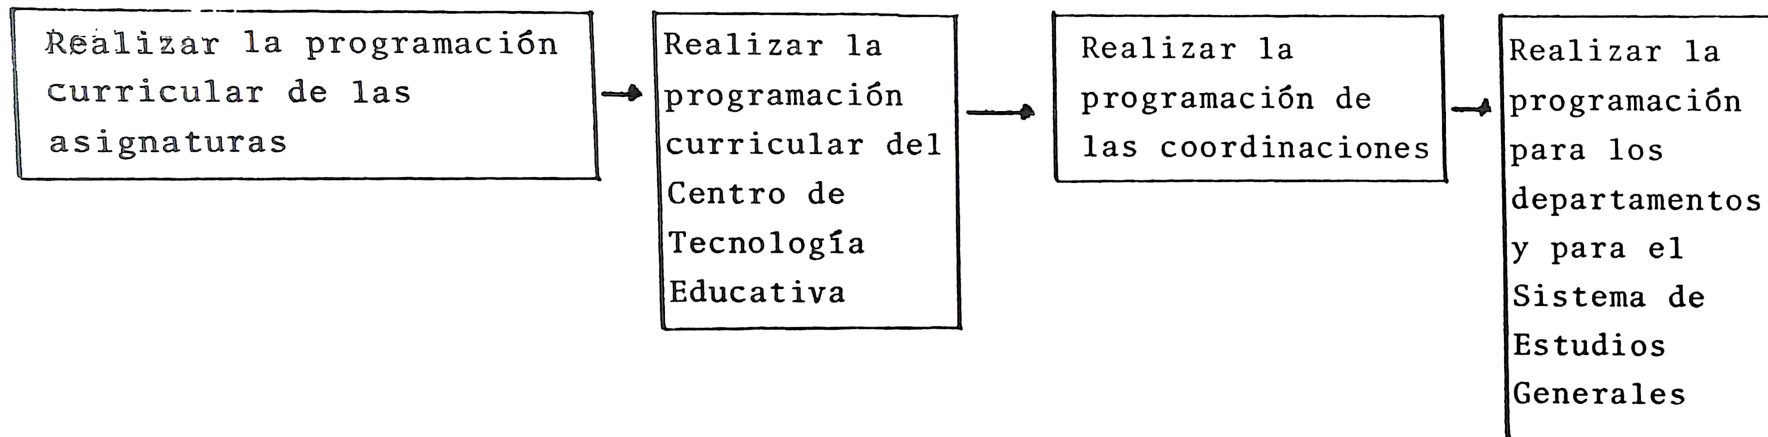 Realizar la programación
curricular de las
asignaturas
Realizar la
programación
curricular del
Centro de
Tecnología
Educativa
Realizar la
programación de
las coordinaciones
Realizar la
programación
para los
departamentos
y para el
Sistema de
Estudios
Generales